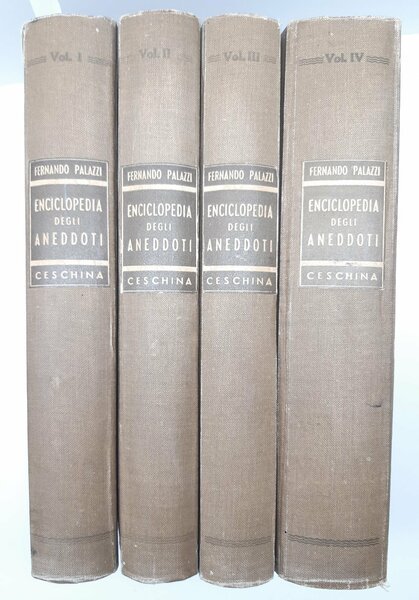 Vol. I
FERNANDO PALAZZI
ENCICLOPEDIA
DEGLI
ANEDDOTI
CESCHINA
Vol. II
FERNANDO PALAZZI
ENCICLOPEDIA
DEGLI
ANEDDOTI
CESCHINA
Vol. III
FERNANDO PALAZZI
ENCICLOPEDIA
DEGLI
ANEDDOTI
CESCHINA
Vol. IV
FERNANDO PALAZZI
ENCICLOPEDIA
DEGLI
ANEDDOTI
CESCHINA